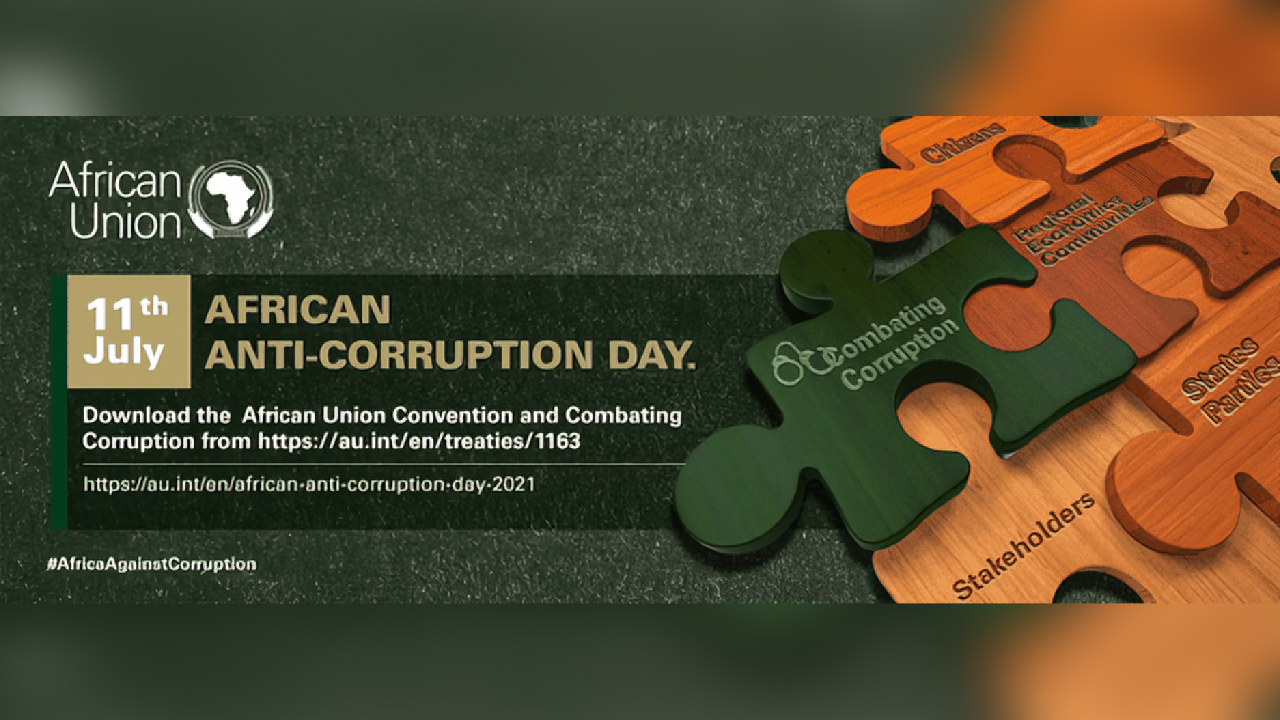 African
Union
11th
July
AFRICAN
ANTI-CORRUPTION DAY.
Download the African Union Convention and Combating
Corruption from https://au.int/en/treaties/1163
https://au.int/en/african-anti-corruption-day-2021
#AfricaAgainstCorruption
Citizens
Regional
Economics
Communities
Combating
Corruption
States
Parties
Stakeholders